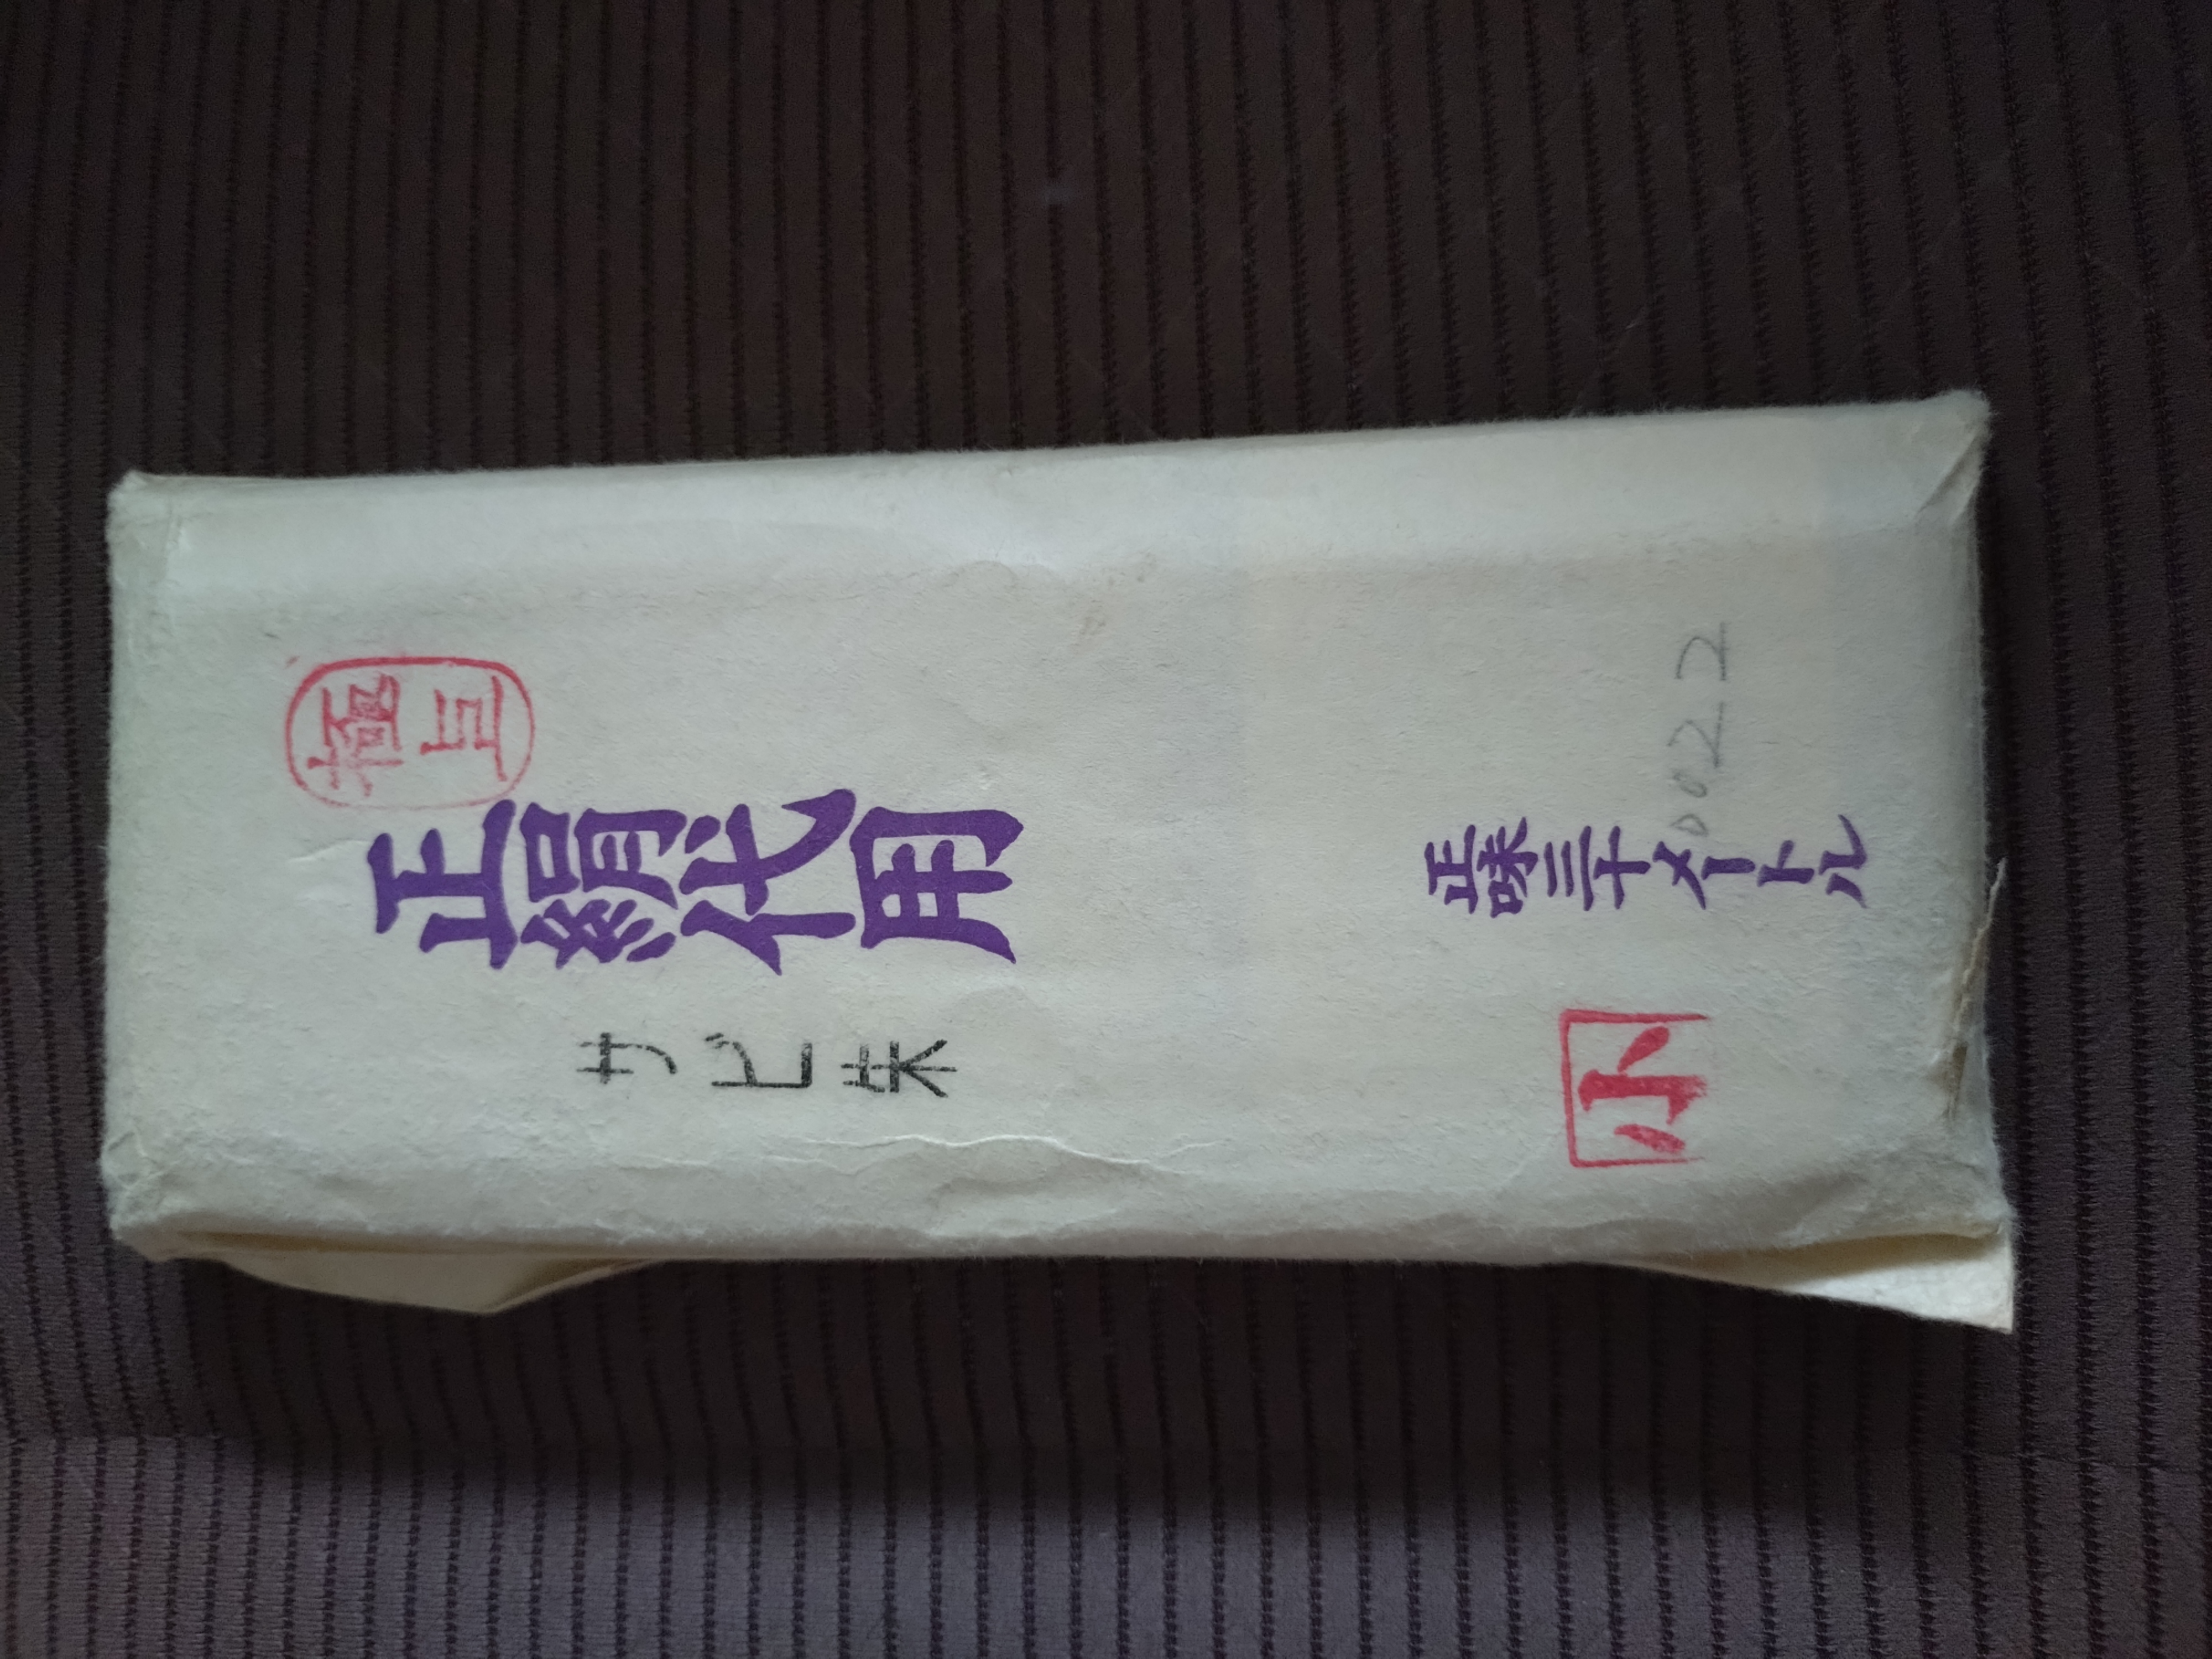 極上
正絹代用
サビ朱
0022
正味三十メートル
小